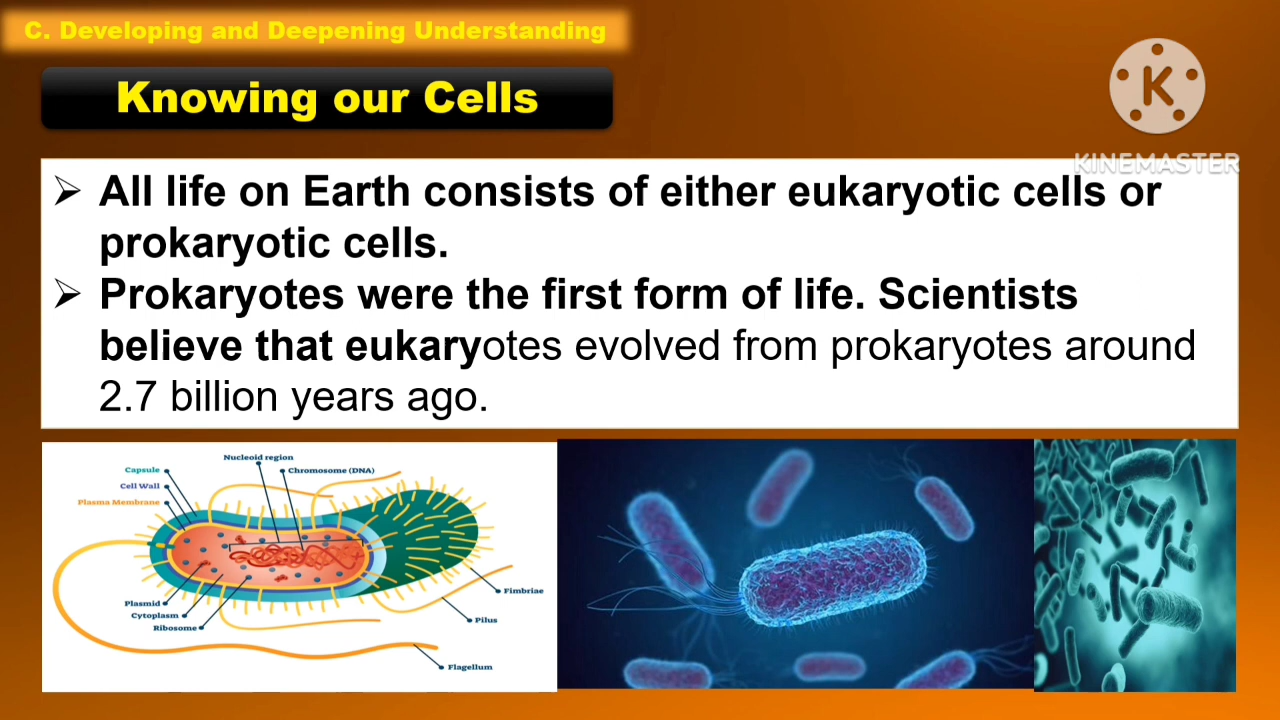 C. Developing and Deepening Understanding
Knowing our Cells
K
KINEMASTER
➢ All life on Earth consists of either eukaryotic cells or
prokaryotic cells.
➢ Prokaryotes were the first form of life. Scientists
believe that eukaryotes evolved from prokaryotes around
2.7 billion years ago.
Nucleoid region
Capsule
Chromosome (DNA)
Cell Wall
Plasma Membrane
Fimbriae
Plasmid
Cytoplasm
Pilus
Ribosome
Flagellum